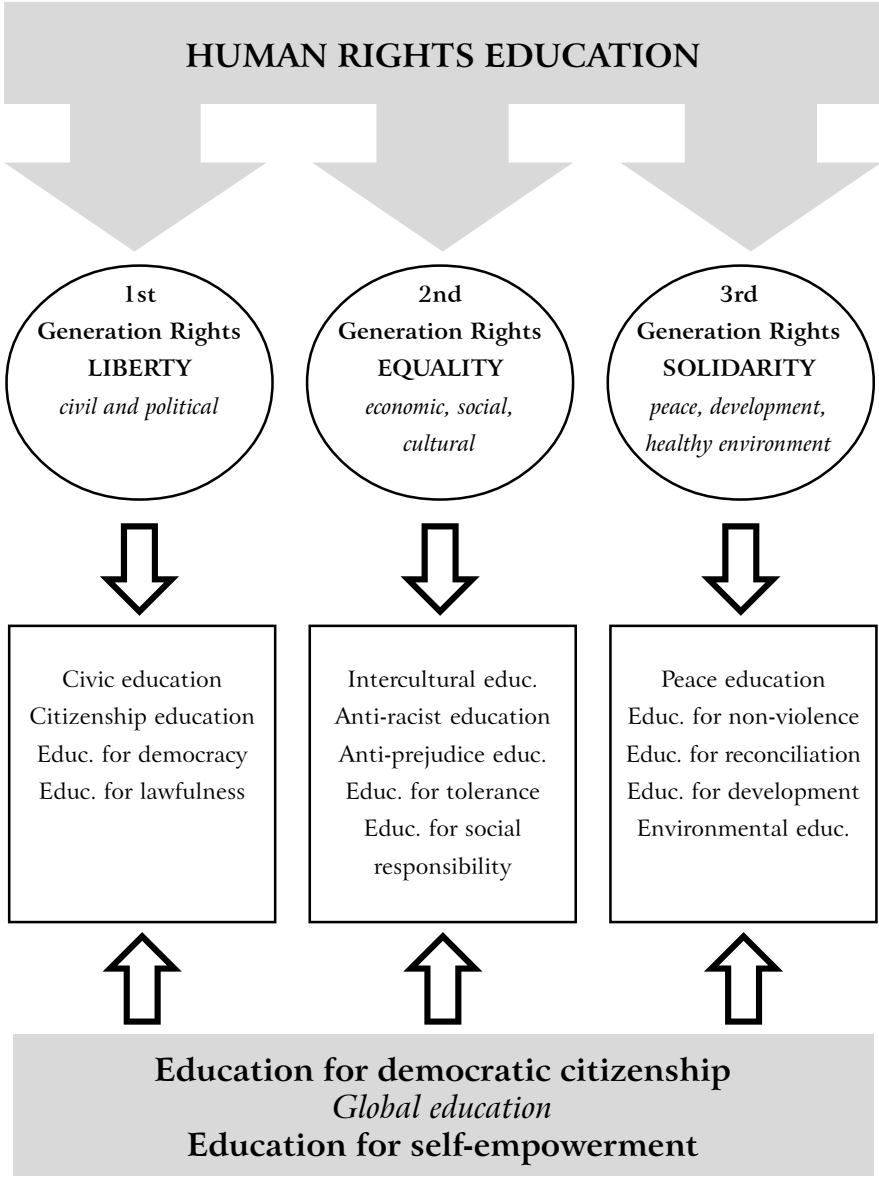 HUMAN RIGHTS EDUCATION
1st
Generation Rights
LIBERTY
civil and political
2nd
Generation Rights
EQUALITY
economic, social,
cultural
3rd
Generation Rights
SOLIDARITY
peace, development,
healthy environment
Civic education
Citizenship education
Educ. for democracy
Educ. for lawfulness
Intercultural educ.
Anti-racist education
Anti-prejudice educ.
Educ. for tolerance
Educ. for social
responsibility
Peace education
Educ. for non-violence
Educ. for reconciliation
Educ. for development
Environmental educ.
Education for democratic citizenship
Global education
Education for self-empowerment